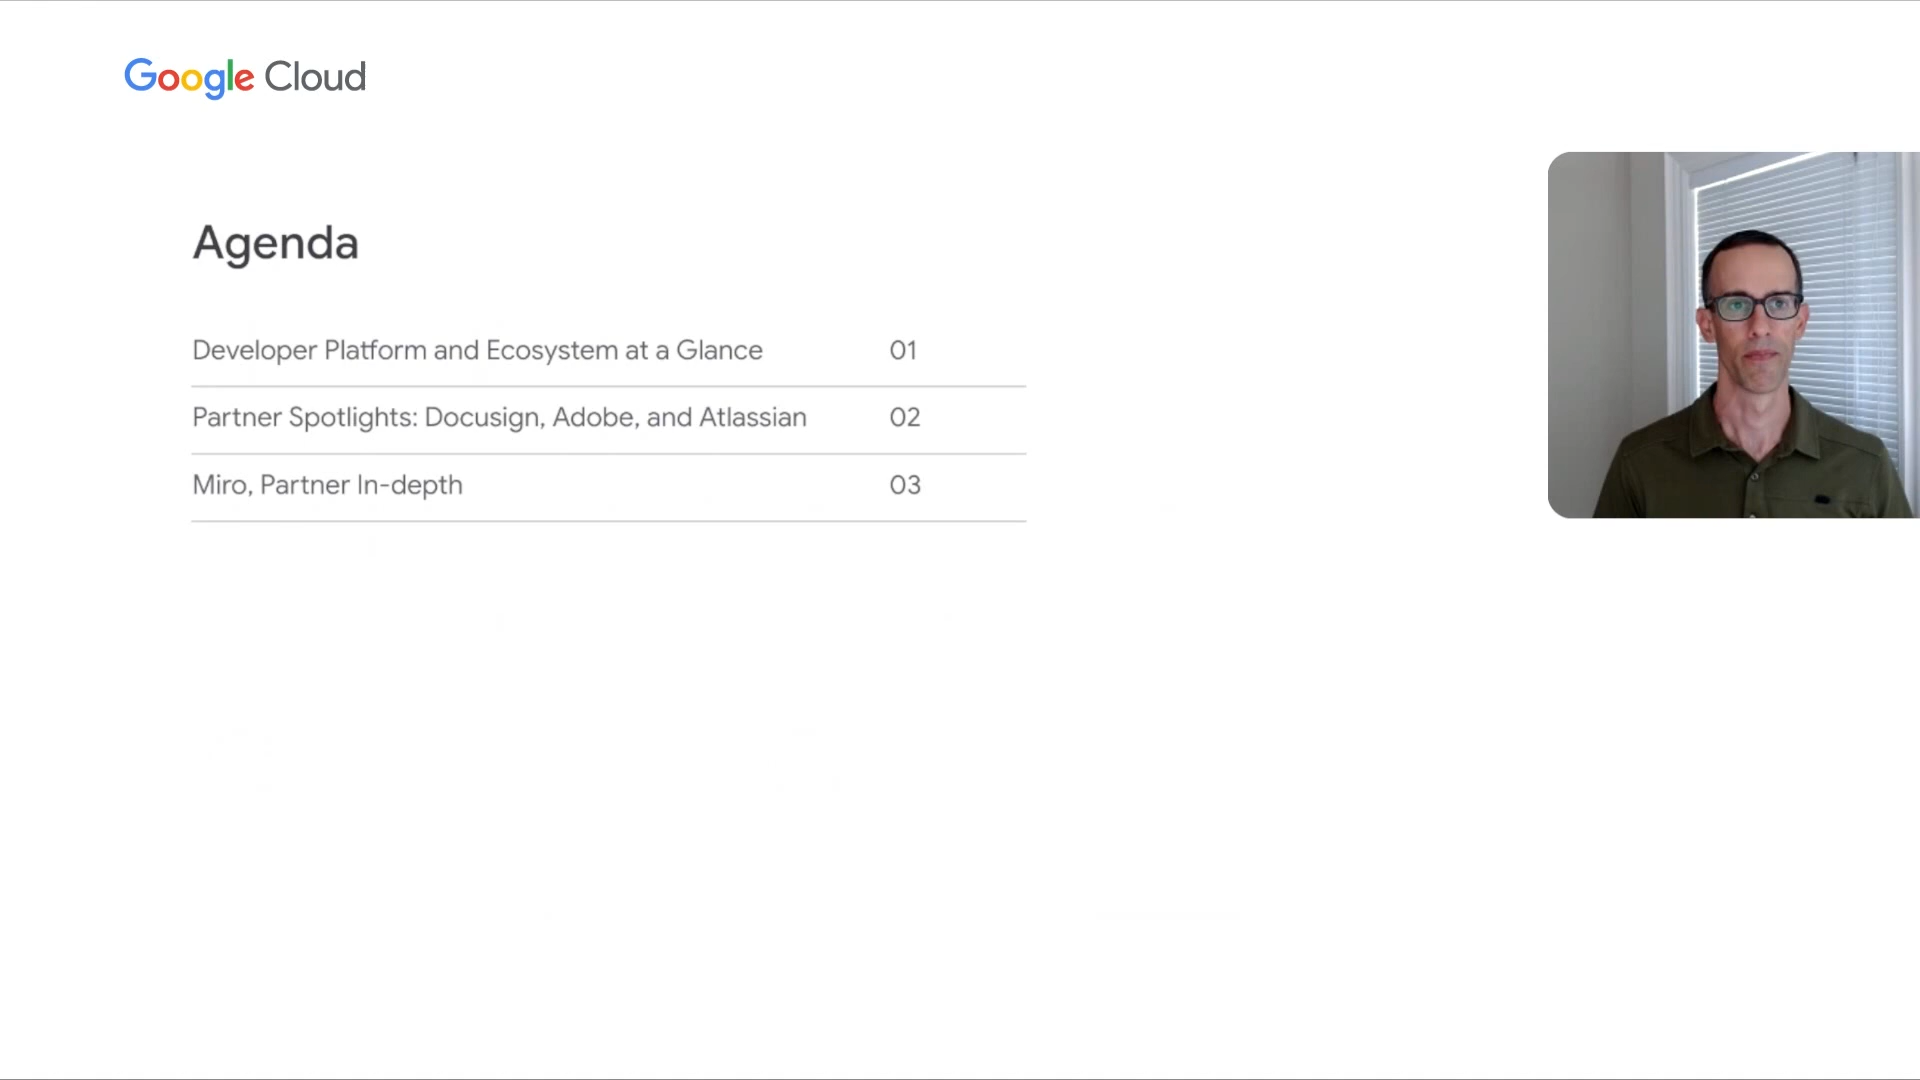 Google Cloud
Agenda
Developer Platform and Ecosystem at a Glance 01
Partner Spotlights: Docusign, Adobe, and Atlassian 02
Miro, Partner In-depth 03